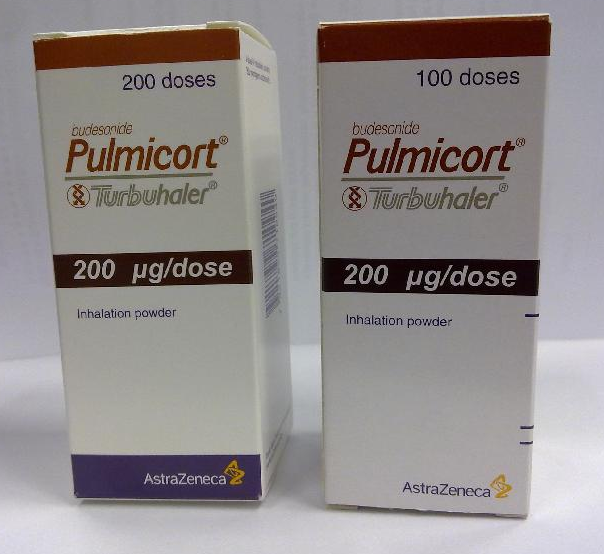 200 doses
budesonide
Pulmicort®
Turbuhaler®
200 µg/dose
Inhalation powder
AstraZeneca
100 doses
budesonide
Pulmicort®
Turbuhaler®
200 µg/dose
Inhalation powder
AstraZeneca